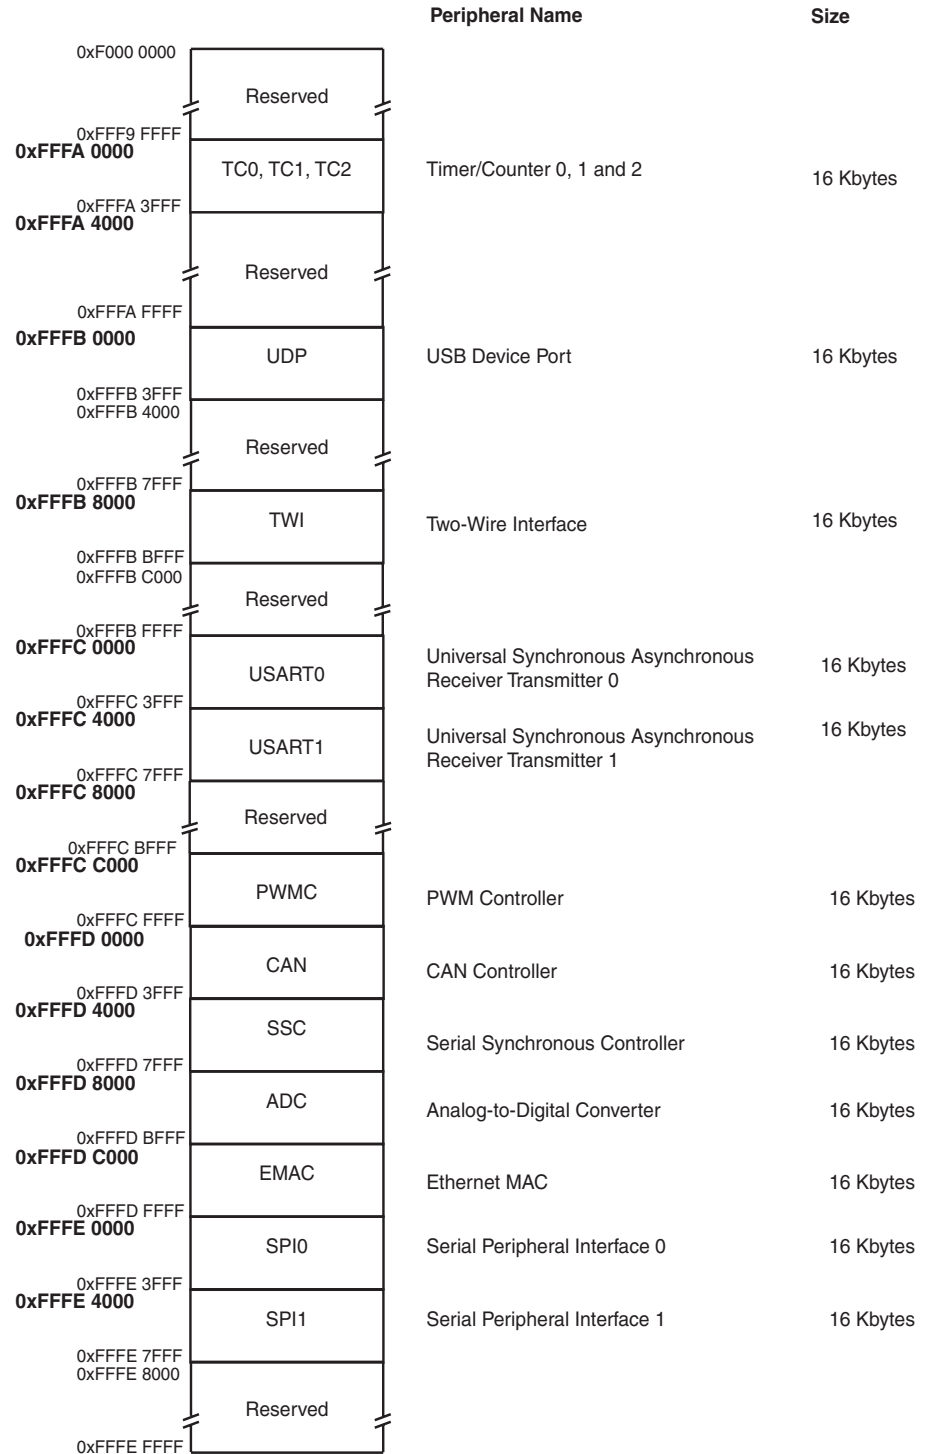 Peripheral Name Size
0xF000 0000
Reserved
0xFFF9 FFFF
0xFFFA 0000
TC0, TC1, TC2 Timer/Counter 0, 1 and 2 16 Kbytes
0xFFFA 3FFF
0xFFFA 4000
Reserved
0xFFFA FFFF
0xFFFB 0000
UDP USB Device Port 16 Kbytes
0xFFFB 3FFF
0xFFFB 4000
Reserved
0xFFFB 7FFF
0xFFFB 8000
TWI Two-Wire Interface 16 Kbytes
0xFFFB BFFF
0xFFFB C000
Reserved
0xFFFB FFFF
0xFFFC 0000
USART0 Universal Synchronous Asynchronous 16 Kbytes
Receiver Transmitter 0
0xFFFC 3FFF
0xFFFC 4000
USART1 Universal Synchronous Asynchronous 16 Kbytes
Receiver Transmitter 1
0xFFFC 7FFF
0xFFFC 8000
Reserved
0xFFFC BFFF
0xFFFC C000
PWMC PWM Controller 16 Kbytes
0xFFFC FFFF
0xFFFD 0000
CAN CAN Controller 16 Kbytes
0xFFFD 3FFF
0xFFFD 4000
SSC Serial Synchronous Controller 16 Kbytes
0xFFFD 7FFF
0xFFFD 8000
ADC Analog-to-Digital Converter 16 Kbytes
0xFFFD BFFF
0xFFFD C000
EMAC Ethernet MAC 16 Kbytes
0xFFFD FFFF
0xFFFE 0000
SPI0 Serial Peripheral Interface 0 16 Kbytes
0xFFFE 3FFF
0xFFFE 4000
SPI1 Serial Peripheral Interface 1 16 Kbytes
0xFFFE 7FFF
0xFFFE 8000
Reserved
0xFFFE FFFF